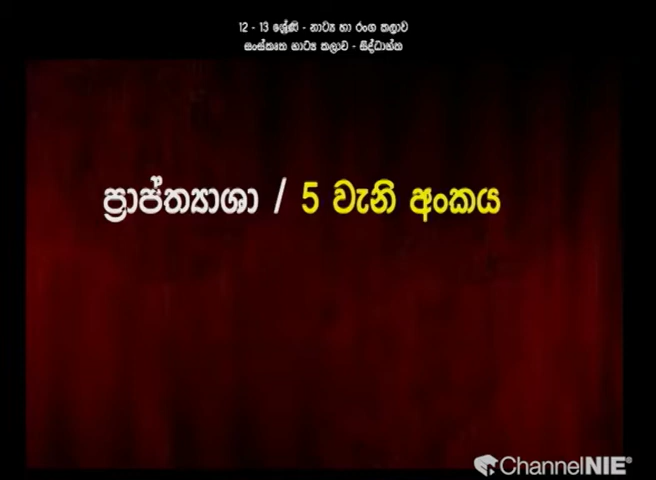 12 - 13 ශ්‍රේණි - නාට්‍ය හා රංග කලාව
සංස්කෘත නාට්‍ය කලාව - සිද්ධාන්ත
ප්‍රාප්ත්‍යාශා / 5 වැනි අංකය
ChannelNIE®